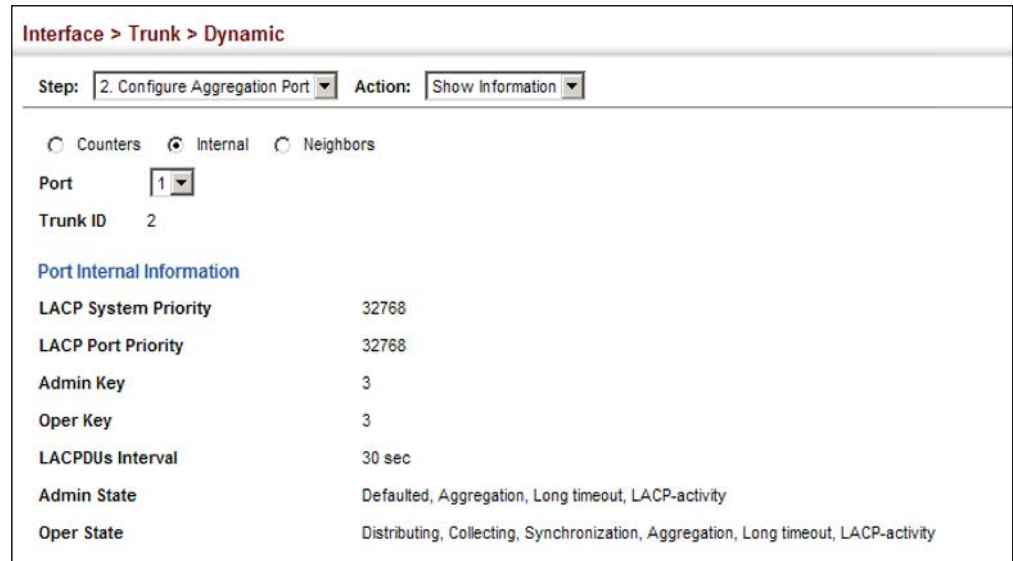 Interface > Trunk > Dynamic
Step: 2. Configure Aggregation Port Action: Show Information
Counters Internal Neighbors
Port 1
Trunk ID 2
Port Internal Information
LACP System Priority 32768
LACP Port Priority 32768
Admin Key 3
Oper Key 3
LACPDUs Interval 30 sec
Admin State Defaulted, Aggregation, Long timeout, LACP-activity
Oper State Distributing, Collecting, Synchronization, Aggregation, Long timeout, LACP-activity